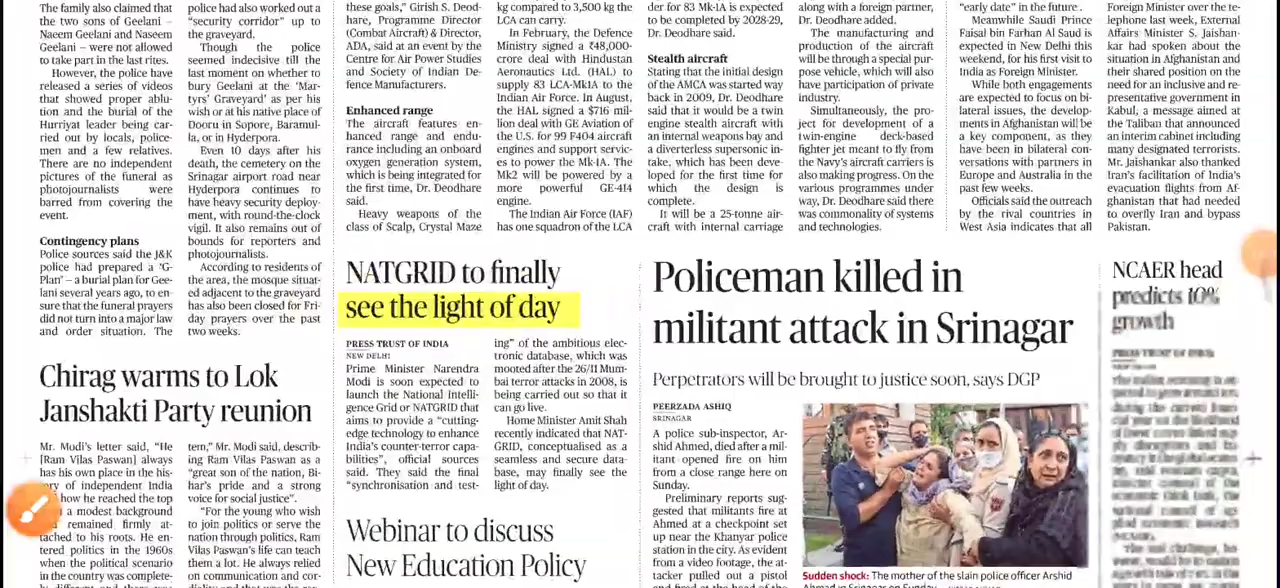 The family also claimed that
the two sons of Geelani –
Naeem Geelani and Naseem
Geelani – were not allowed
to take part in the last rites.
However, the police have
released a series of videos
that showed proper ablu-
tion and the burial of the
Hurriyat leader being car-
ried out by locals, police-
men and a few relatives.
There are no independent
pictures of the funeral as
photojournalists were
barred from covering the
event.
Contingency plans
Police sources said the J&K
police had prepared a 'G-
Plan' – a burial plan for Gee-
lani several years ago, to en-
sure that the funeral prayers
did not turn into a major law
and order situation. The
police had also worked out a
"security corridor" up to
the graveyard.
Though the police
seemed indecisive till the
last moment on whether to
bury Geelani at the 'Mar-
tyrs' Graveyard' as per his
wish or at his native place of
Dooru in Sopore, Baramul-
la, or in Hyderpora.
Even 10 days after his
death, the cemetery on the
Srinagar airport road near
Hyderpora continues to
have heavy security deploy-
ment, with round-the-clock
vigil. It also remains out of
bounds for reporters and
photojournalists.
According to residents of
the area, the mosque situat-
ed adjacent to the graveyard
has also been closed for Fri-
day prayers over the past
two weeks.
these goals," Girish S. Deod-
hare, Programme Director
(Combat Aircraft) & Director,
ADA, said at an event by the
Centre for Air Power Studies
and Society of Indian De-
fence Manufacturers.
Enhanced range
The aircraft features en-
hanced range and endu-
rance including an onboard
oxygen generation system,
which is being integrated for
the first time, Dr. Deodhare
said.
Heavy weapons of the
class of Scalp, Crystal Maze
kg compared to 3,500 kg the
LCA can carry.
In February, the Defence
Ministry signed a ₹48,000-
crore deal with Hindustan
Aeronautics Ltd. (HAL) to
supply 83 LCA-Mk1A to the
Indian Air Force. In August,
the HAL signed a $716 mil-
lion deal with GE Aviation of
the U.S. for 99 F404 aircraft
engines and support servic-
es to power the Mk-1A. The
Mk2 will be powered by a
more powerful GE-414
engine.
The Indian Air Force (IAF)
has one squadron of the LCA
der for 83 Mk-1A is expected
to be completed by 2028-29,
Dr. Deodhare said.
Stealth aircraft
Stating that the initial design
of the AMCA was started way
back in 2009, Dr. Deodhare
said that it would be a twin
engine stealth aircraft with
an internal weapons bay and
a diverterless supersonic in-
take, which has been deve-
loped for the first time for
which the design is
complete.
It will be a 25-tonne air-
craft with internal carriage
along with a foreign partner,
Dr. Deodhare added.
The manufacturing and
production of the aircraft
will be through a special pur-
pose vehicle, which will also
have participation of private
industry.
Simultaneously, the pro-
ject for development of a
twin-engine deck-based
fighter jet meant to fly from
the Navy's aircraft carriers is
also making progress. On the
various programmes under
way, Dr. Deodhare said there
was commonality of systems
and technologies.
"early date" in the future.
Meanwhile Saudi Prince
Faisal bin Farhan Al Saud is
expected in New Delhi this
weekend, for his first visit to
India as Foreign Minister.
While both engagements
are expected to focus on bi-
lateral issues, the develop-
ments in Afghanistan will be
a key component, as they
have been in bilateral con-
versations with partners in
Europe and Australia in the
past few weeks.
Officials said the outreach
by the rival countries in
West Asia indicates that all
Foreign Minister over the te-
lephone last week, External
Affairs Minister S. Jaishan-
kar had spoken about the
situation in Afghanistan and
their shared position on the
need for an inclusive and re-
presentative government in
Kabul, a message aimed at
the Taliban that announced
an interim cabinet including
many designated terrorists.
Mr. Jaishankar also thanked
Iran's facilitation of India's
evacuation flights from Af-
ghanistan that had needed
to overfly Iran and bypass
Pakistan.
Chirag warms to Lok
Janshakti Party reunion
Mr. Modi's letter said, "He
[Ram Vilas Paswan] always
has his own place in the his-
of independent India
how he reached the top
a modest background
remained firmly at-
tached to his roots. He en-
tered politics in the 1960s
when the political scenario
in the country was complete-
tern," Mr. Modi said, describ-
ing Ram Vilas Paswan as a
"great son of the nation, Bi-
har's pride and a strong
voice for social justice".
"For the young who wish
to join politics or serve the
nation through politics, Ram
Vilas Paswan's life can teach
them a lot. He always relied
on communication and con-
NATGRID to finally
see the light of day
PRESS TRUST OF INDIA
NEW DELHI
Prime Minister Narendra
Modi is soon expected to
launch the National Intelli-
gence Grid or NATGRID that
aims to provide a "cutting-
edge technology to enhance
India's counter-terror capa-
bilities", official sources
said. They said the final
"synchronisation and test-
ing" of the ambitious elec-
tronic database, which was
mooted after the 26/11 Mum-
bai terror attacks in 2008, is
being carried out so that it
can go live.
Home Minister Amit Shah
recently indicated that NAT-
GRID, conceptualised as a
seamless and secure data-
base, may finally see the
light of day.
Webinar to discuss
New Education Policy
Policeman killed in
militant attack in Srinagar
Perpetrators will be brought to justice soon, says DGP
PEERZADA ASHIQ
SRINAGAR
A police sub-inspector, Ar-
shid Ahmed, died after a mil-
itant opened fire on him
from a close range here on
Sunday.
Preliminary reports sug-
gested that militants fire at
Ahmed at a checkpoint set
up near the Khanyar police
station in the city. As evident
from a video footage, the at-
tacker pulled out a pistol
Sudden shock: The mother of the slain police officer Arshid
NCAER head
predicts 10%
growth